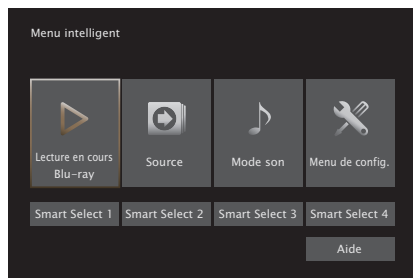 Menu intelligent
Lecture en cours
Blu-ray
Source
Mode son
Menu de config.
Smart Select 1
Smart Select 2
Smart Select 3
Smart Select 4
Aide